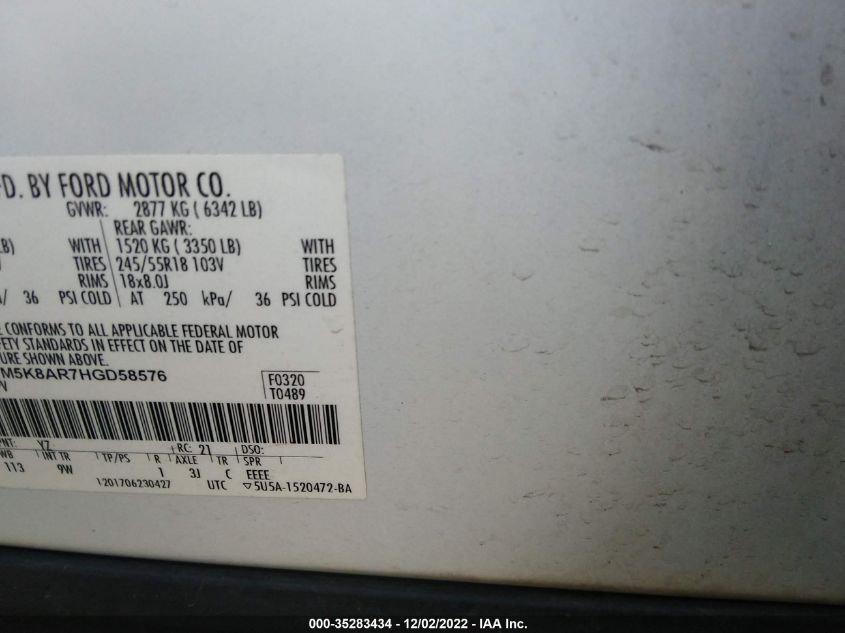 FD. BY FORD MOTOR CO.
GVWR: 2877 KG ( 6342 LB)
REAR GAWR:
B) WITH 1520 KG ( 3350 LB) WITH
TIRES 245/55R18 103V TIRES
RIMS 18x8.0J RIMS
/ 36 PSI COLD AT 250 kPa/ 36 PSI COLD
CONFORMS TO ALL APPLICABLE FEDERAL MOTOR
ETY STANDARDS IN EFFECT ON THE DATE OF
URE SHOWN ABOVE.
M5K8AR7HGD58576
F0320
T0489
PNT: YZ RC: 21 DSO:
WB INT TR TP/PS R AXLE TR SPR
113 9W 1 3J C EEEE
1201706230427 UTC ▽5U5A-1520472-BA
000-35283434 - 12/02/2022 - IAA Inc.